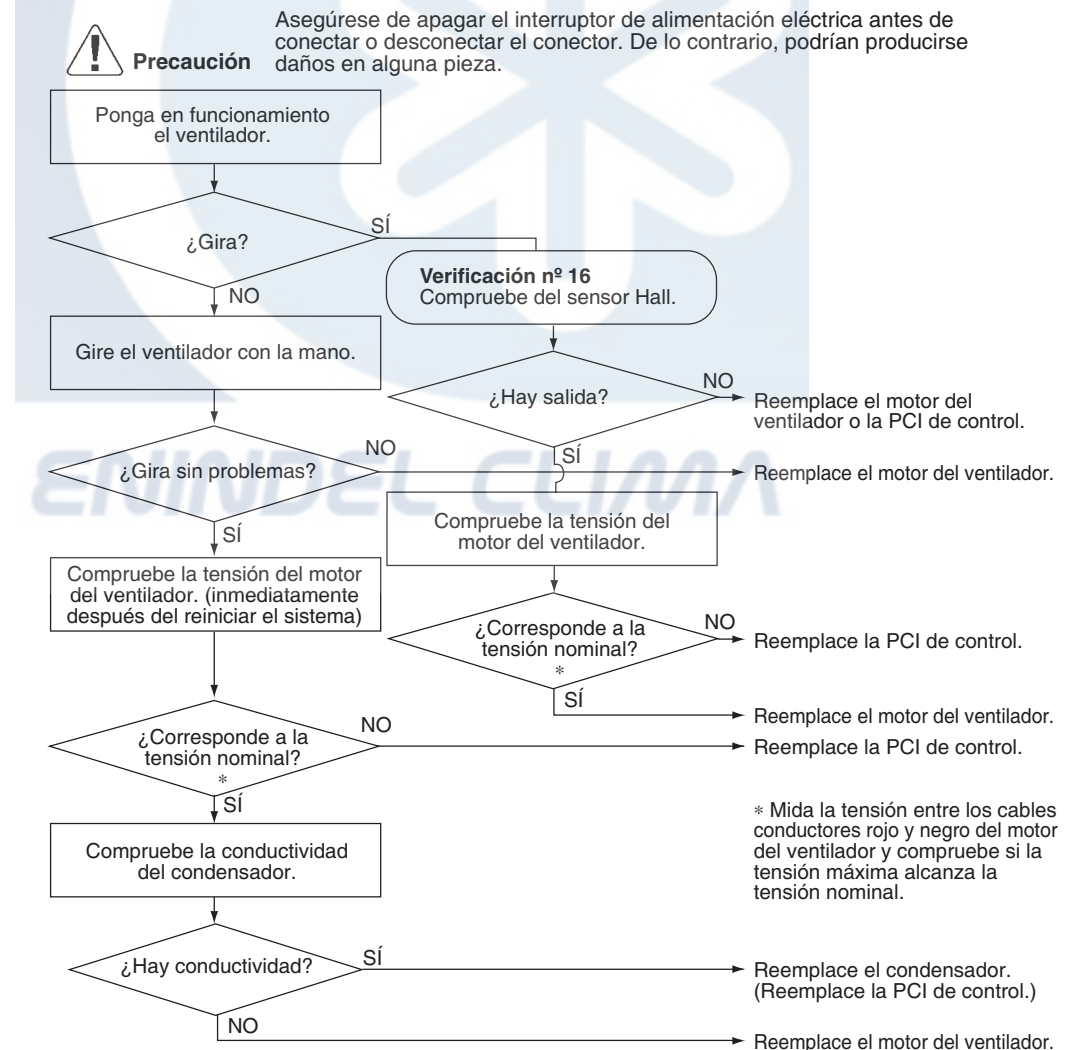 Asegúrese de apagar el interruptor de alimentación eléctrica antes de
conectar o desconectar el conector. De lo contrario, podrían producirse
daños en alguna pieza.
Precaución
Ponga en funcionamiento
el ventilador.
¿Gira?
SÍ
NO
Verificación nº 16
Compruebe del sensor Hall.
Gire el ventilador con la mano.
¿Hay salida?
NO
Reemplace el motor del
ventilador o la PCI de control.
SÍ
¿Gira sin problemas?
NO
Reemplace el motor del ventilador.
SÍ
ENINDEL CLIMA
Compruebe la tensión del
motor del ventilador.
Compruebe la tensión del motor
del ventilador. (inmediatamente
después del reiniciar el sistema)
¿Corresponde a la
tensión nominal?
*
NO
Reemplace la PCI de control.
SÍ
Reemplace el motor del ventilador.
¿Corresponde a la
tensión nominal?
*
NO
Reemplace la PCI de control.
SÍ
* Mida la tensión entre los cables
conductores rojo y negro del motor
del ventilador y compruebe si la
tensión máxima alcanza la
tensión nominal.
Compruebe la conductividad
del condensador.
¿Hay conductividad?
SÍ
Reemplace el condensador.
(Reemplace la PCI de control.)
NO
Reemplace el motor del ventilador.